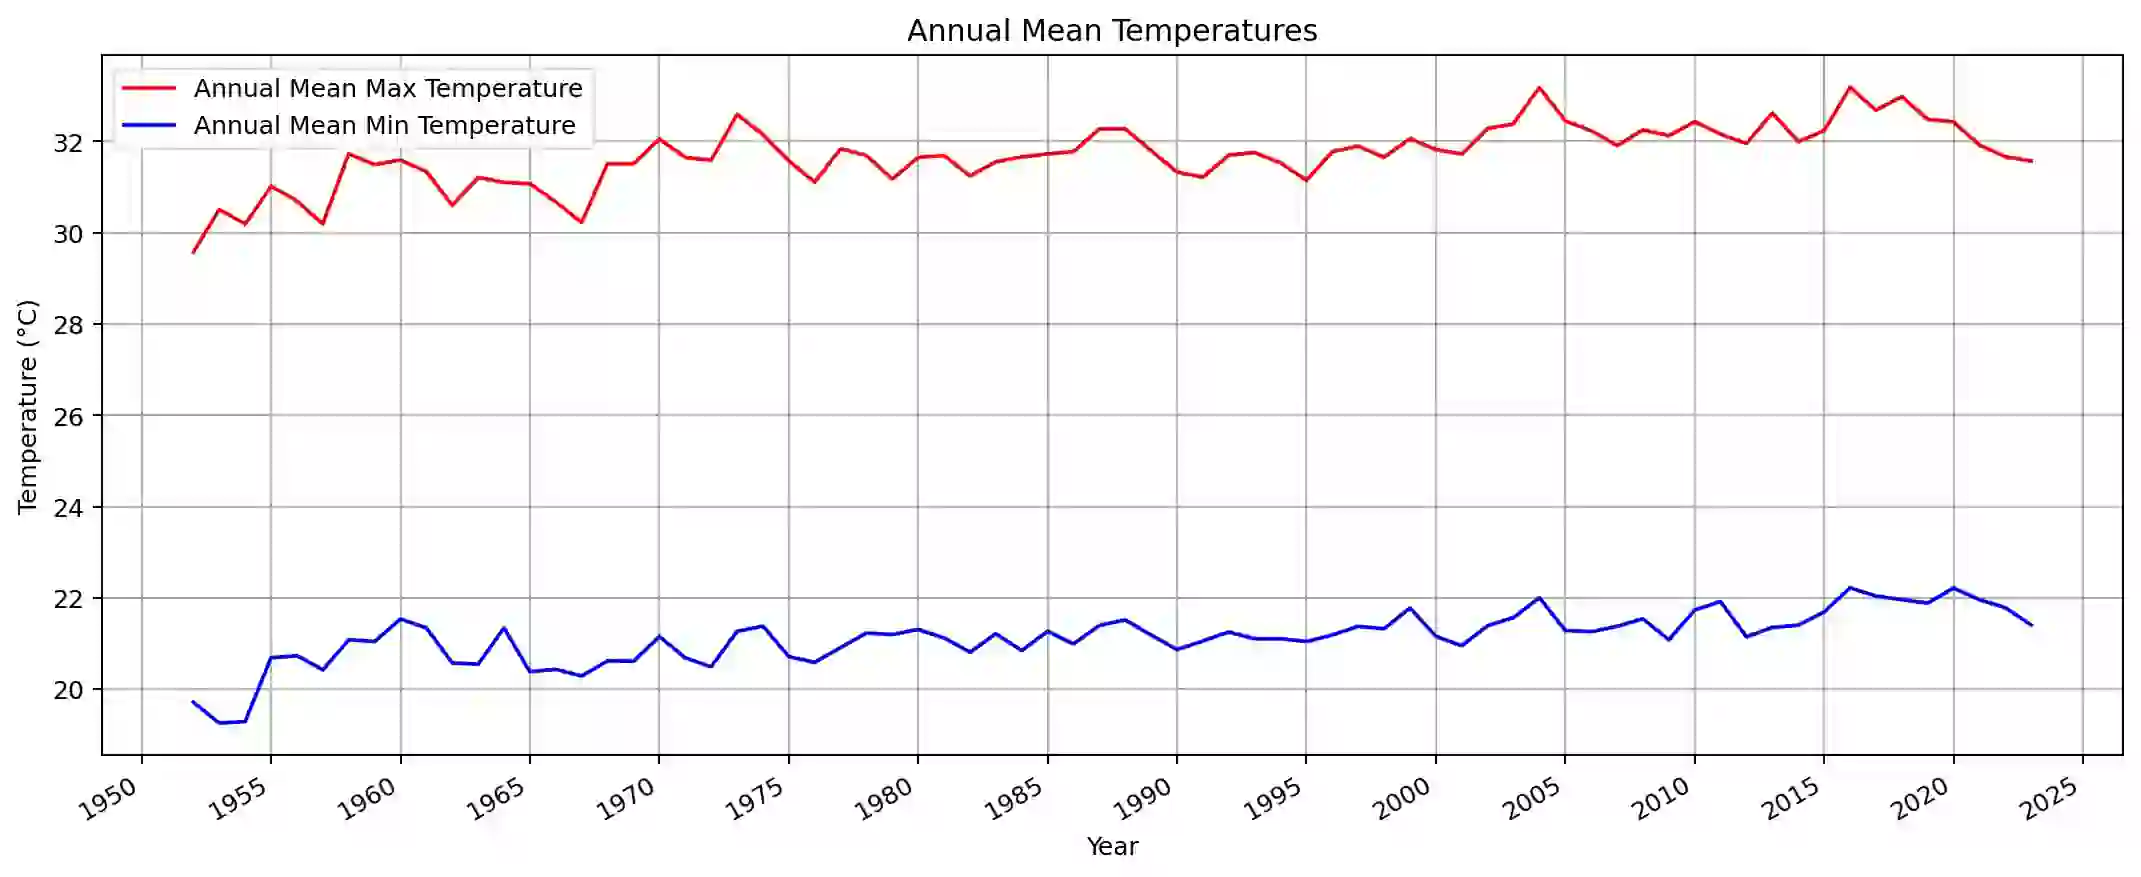 Annual Mean Temperatures
Annual Mean Max Temperature
Annual Mean Min Temperature
Temperature (°C)
32
30
28
26
24
22
20
1950 1955 1960 1965 1970 1975 1980 1985 1990 1995 2000 2005 2010 2015 2020 2025
Year